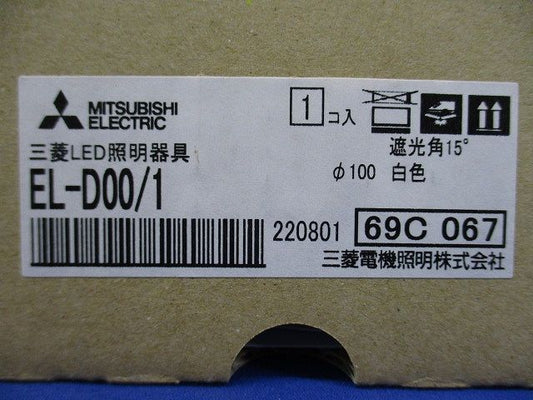 MITSUBISHI
ELECTRIC
1 コ入
三菱LED照明器具
遮光角15°
EL-D00/1
φ100 白色
220801
69C 067
三菱電機照明株式会社